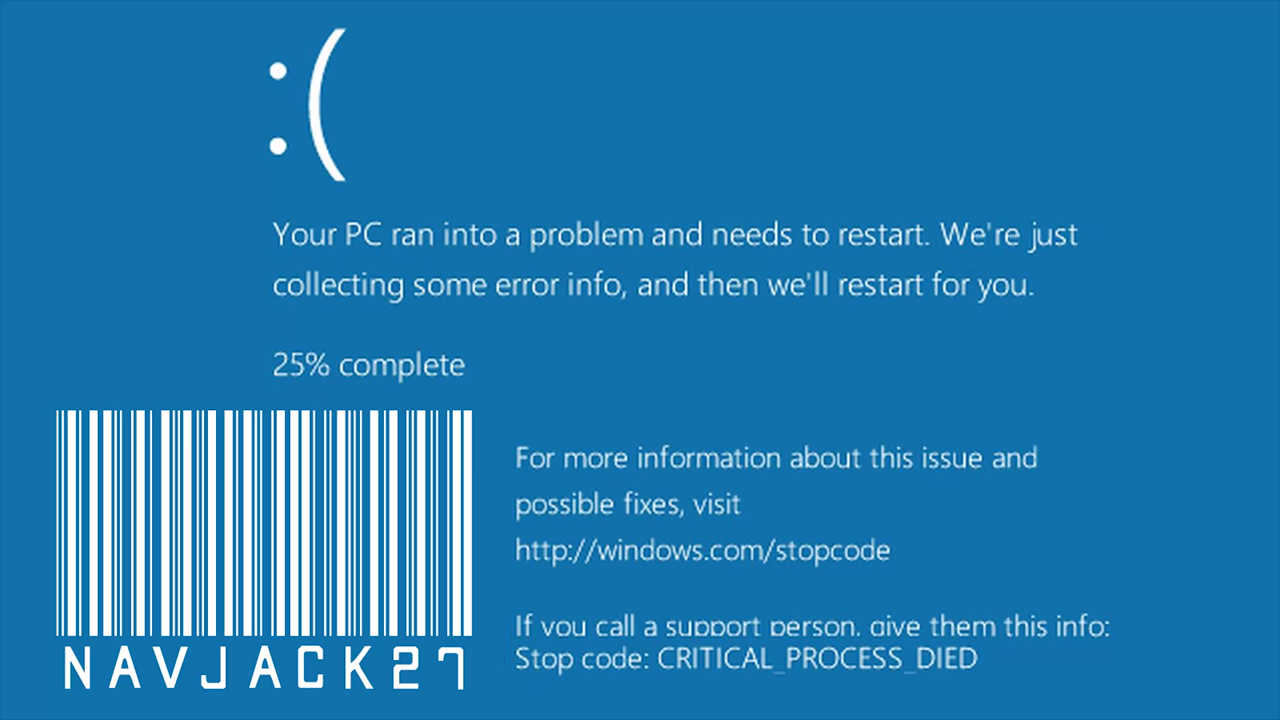 :(
Your PC ran into a problem and needs to restart. We're just
collecting some error info, and then we'll restart for you.
25% complete
For more information about this issue and
possible fixes, visit
http://windows.com/stopcode
If you call a support person, give them this info:
Stop code: CRITICAL_PROCESS_DIED
NAVJACK27